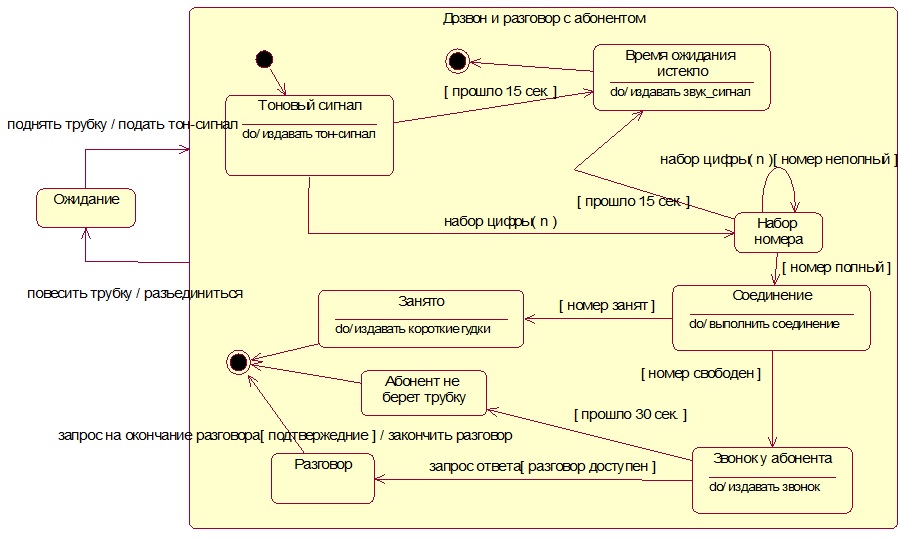 Дозвон и разговор с абонентом
Время ожидания
истекло
do/ издавать звук_сигнал
[ прошло 15 сек ]
Тоновый сигнал
do/ издавать тон-сигнал
поднять трубку / подать тон-сигнал
набор цифры( n )[ номер неполный ]
Ожидание
[ прошло 15 сек. ]
набор цифры( n )
Набор
номера
[ номер полный ]
повесить трубку / разъединиться
Занято
do/ издавать короткие гудки
[ номер занят ]
Соединение
do/ выполнить соединение
[ номер свободен ]
Абонент не
берет трубку
[ прошло 30 сек. ]
запрос на окончание разговора[ подтвержедние ] / закончить разговор
Разговор
запрос ответа[ разговор доступен ]
Звонок у абонента
do/ издавать звонок